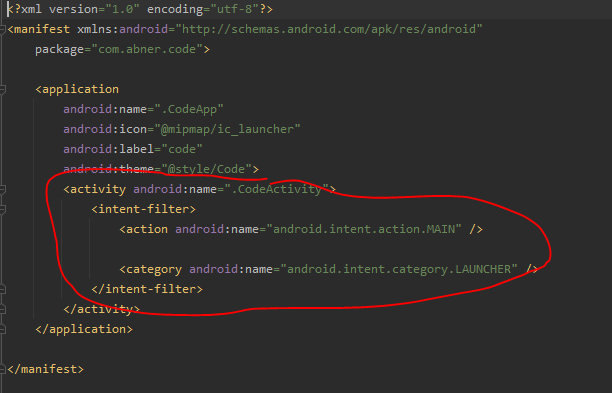 <?xml version="1.0" encoding="utf-8"?>
<manifest xmlns:android="http://schemas.android.com/apk/res/android"
package="com.abner.code">
<application
android:name=".CodeApp"
android:icon="@mipmap/ic_launcher"
android:label="code"
android:theme="@style/Code">
<activity android:name=".CodeActivity">
<intent-filter>
<action android:name="android.intent.action.MAIN" />
<category android:name="android.intent.category.LAUNCHER" />
</intent-filter>
</activity>
</application>
</manifest>